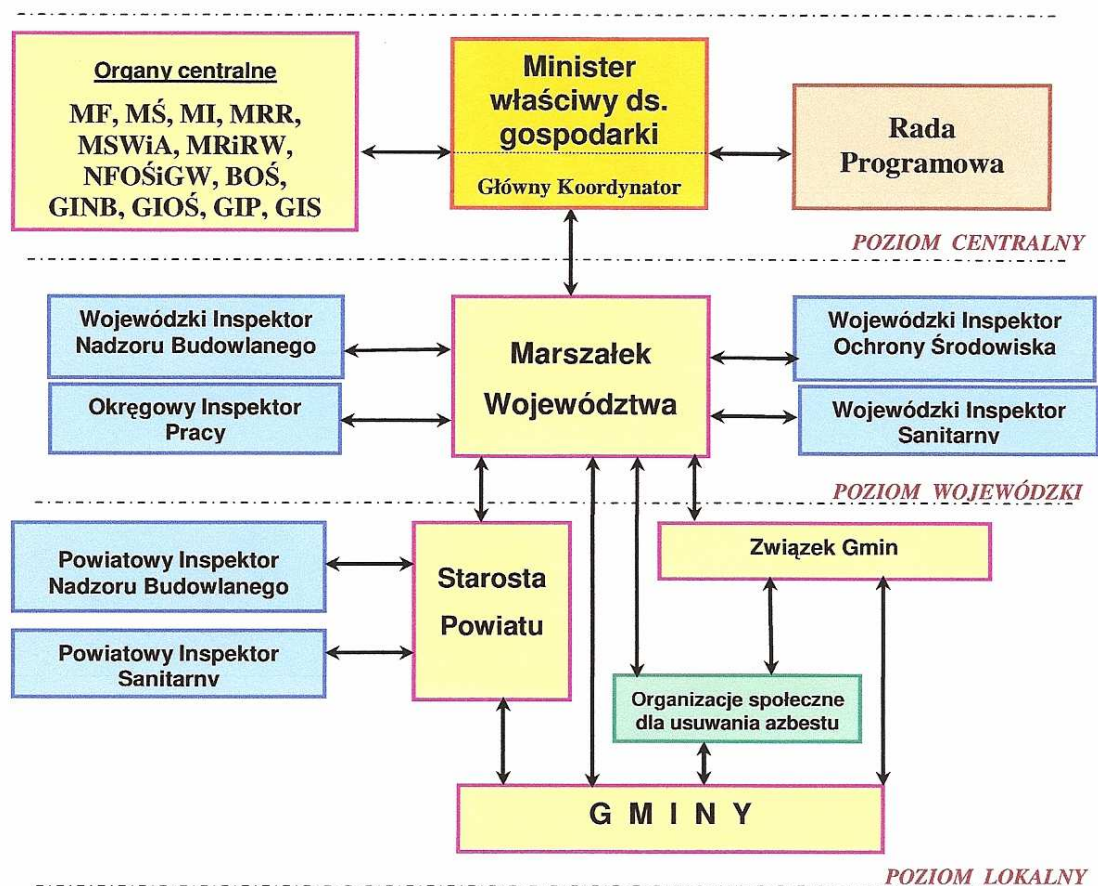 Organy centralne
MF, MŚ, MI, MRR,
MSWiA, MRiRW,
NFOŚiGW, BOŚ,
GINB, GIOŚ, GIP, GIS
Minister
właściwy ds.
gospodarki
Główny Koordynator
Rada
Programowa
POZIOM CENTRALNY
Wojewódzki Inspektor
Nadzoru Budowlanego
Okręgowy Inspektor
Pracy
Marszałek
Województwa
Wojewódzki Inspektor
Ochrony Środowiska
Wojewódzki Inspektor
Sanitarny
POZIOM WOJEWÓDZKI
Powiatowy Inspektor
Nadzoru Budowlanego
Powiatowy Inspektor
Sanitarny
Starosta
Powiatu
Związek Gmin
Organizacje społeczne
dla usuwania azbestu
G M I N Y
POZIOM LOKALNY